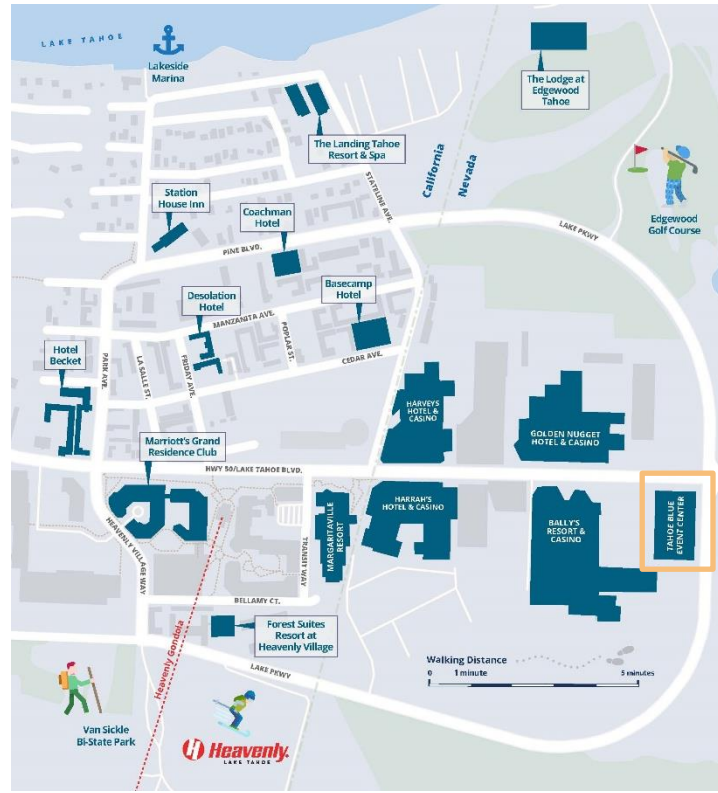 LAKE TAHOE
Lakeside
Marina
The Lodge at
Edgewood
Tahoe
The Landing Tahoe
Resort & Spa
California
Nevada
STATELINE AVE.
Edgewood
Golf Course
Station
House Inn
Coachman
Hotel
LAKE PKWY
PINE BLVD.
Desolation
Hotel
Basecamp
Hotel
MANZANITA AVE.
POPLAR ST.
Hotel
Becket
PARK AVE.
LA SALLE ST.
FRIDAY AVE.
CEDAR AVE.
HARVEYS
HOTEL &
CASINO
GOLDEN NUGGET
HOTEL & CASINO
Marriott's Grand
Residence Club
HWY 50/LAKE TAHOE BLVD.
HEAVENLY VILLAGE WAY
TRANSIT WAY
MARGARITAVILLE
RESORT
HARRAH'S
HOTEL & CASINO
BALLY'S
RESORT &
CASINO
TAHOE BLUE
EVENT CENTER
BELLAMY CT.
Forest Suites
Resort at
Heavenly Village
Heavenly Gondola
LAKE PKWY
Walking Distance
0 1 minute 5 minutes
Van Sickle
Bi-State Park
H Heavenly.
LAKE TAHOE